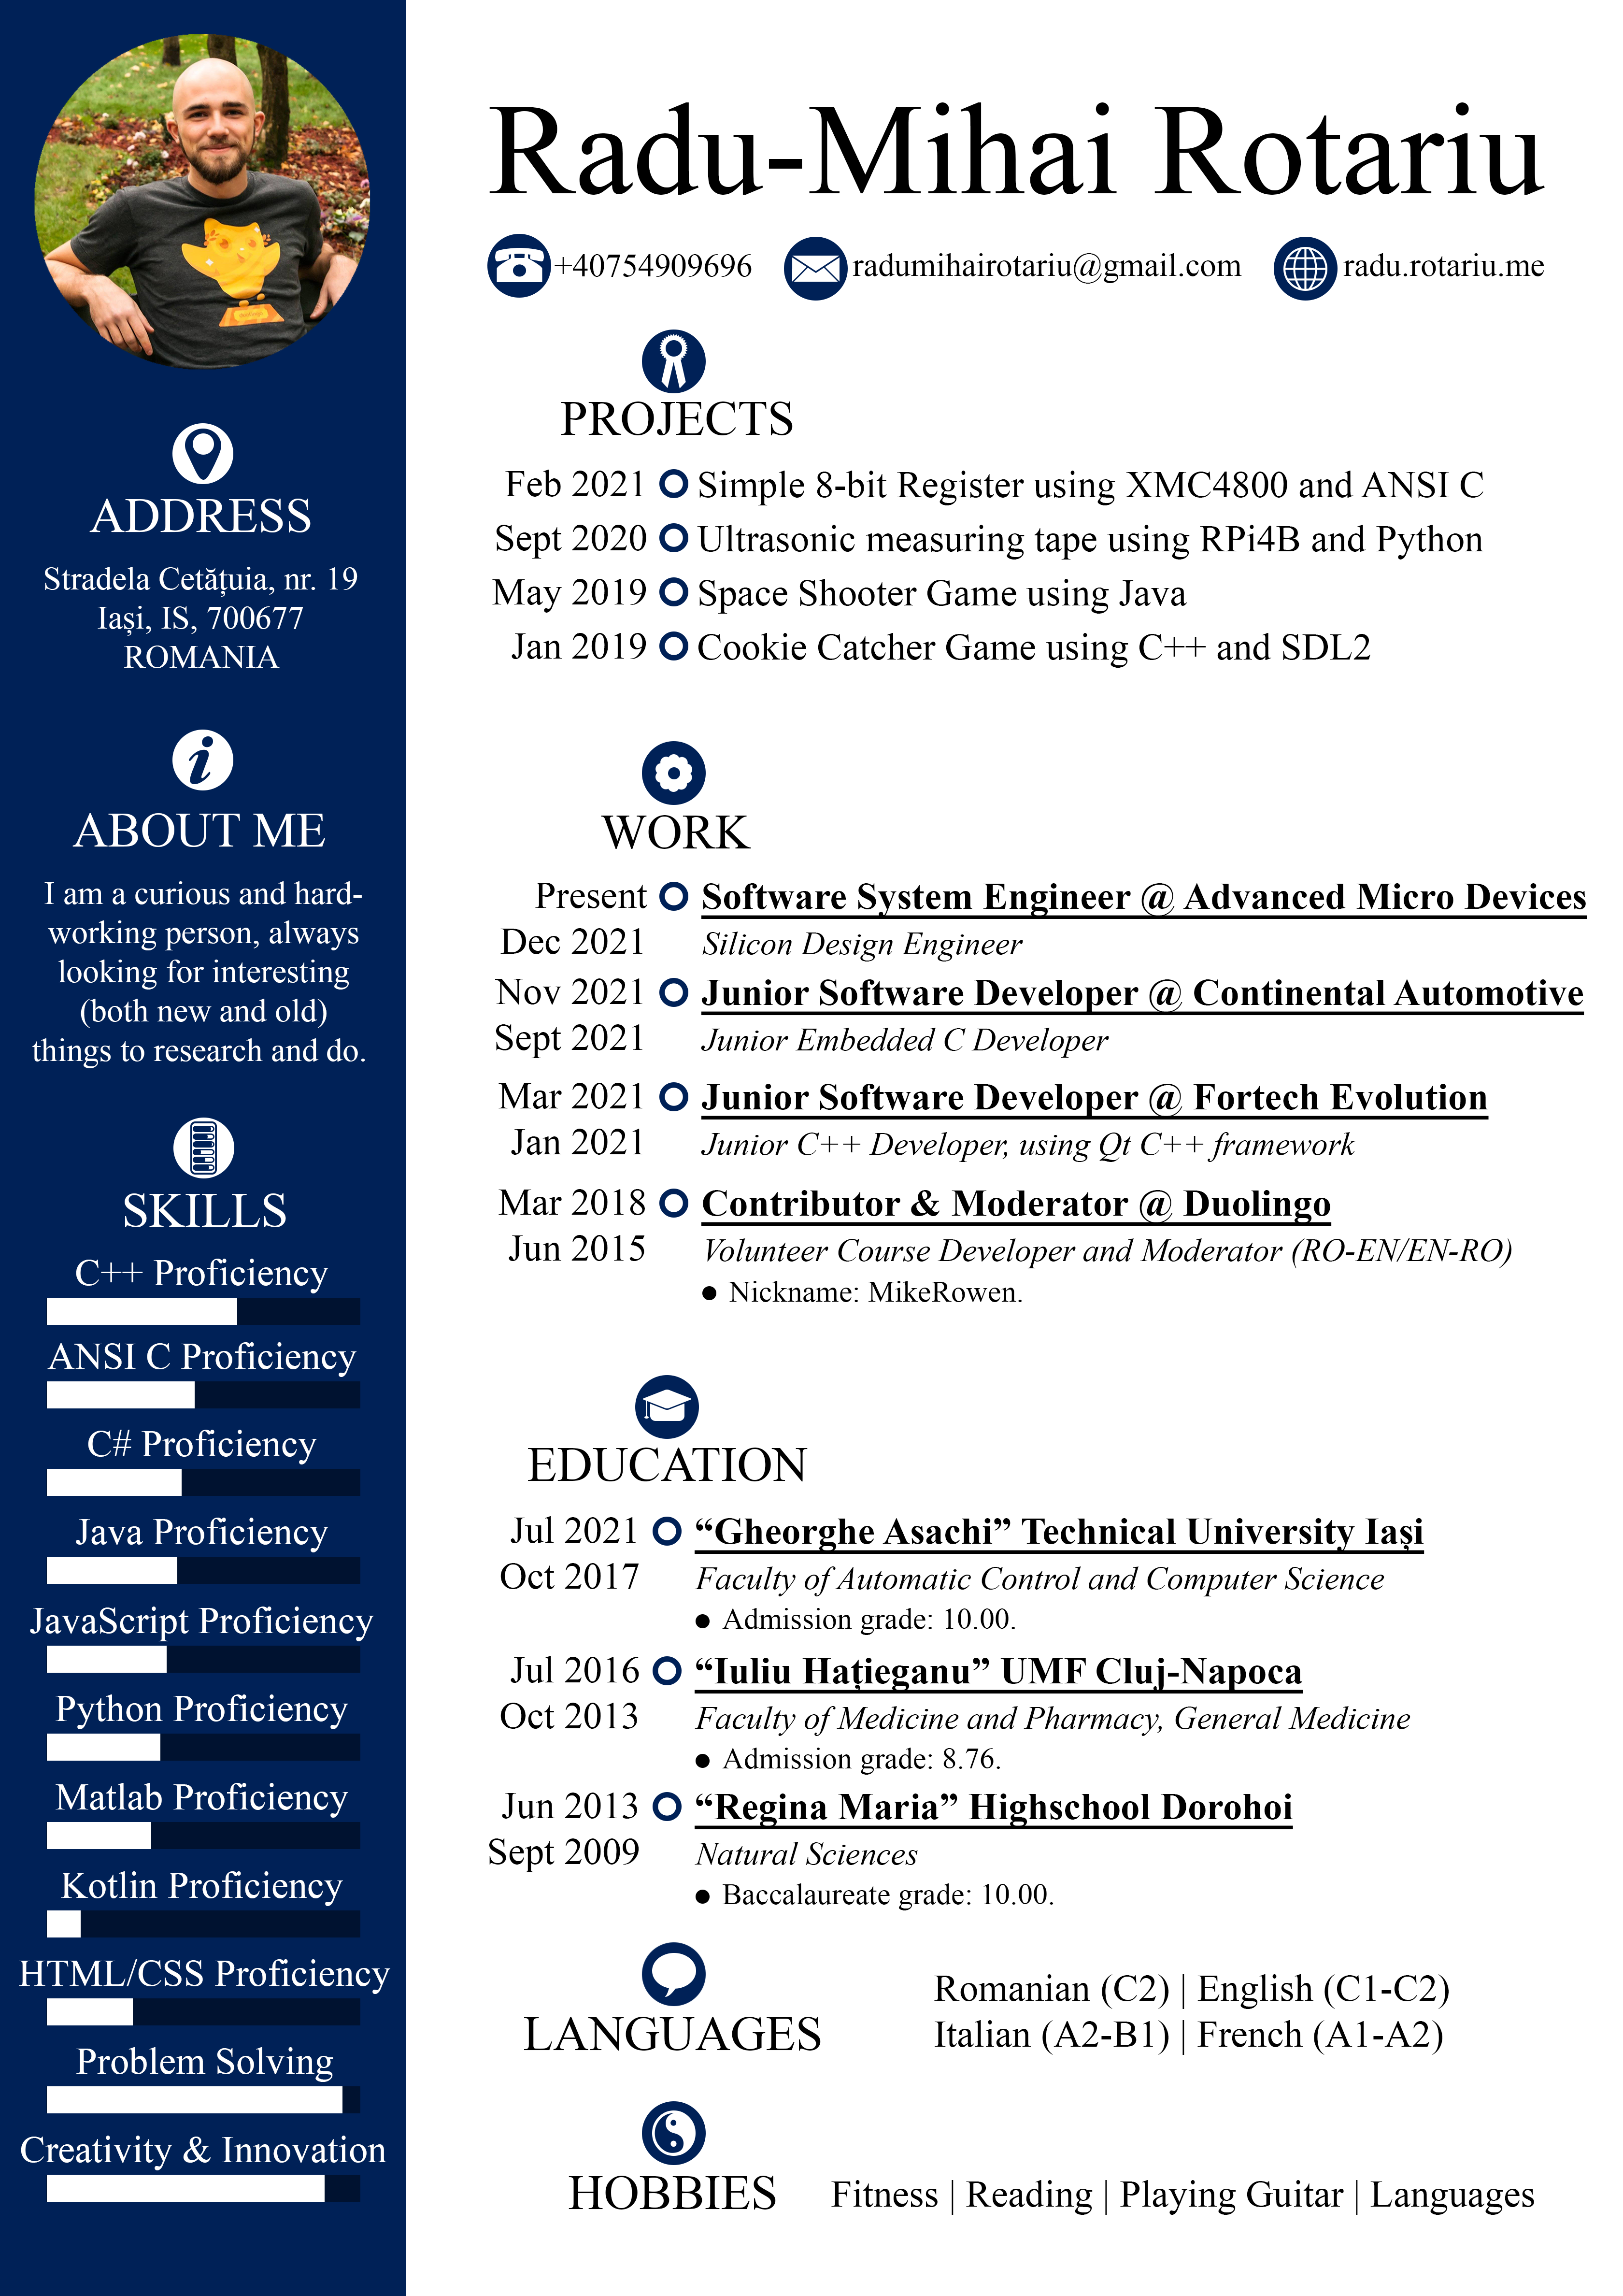 Radu-Mihai Rotariu
+40754909696
radumihairotariu@gmail.com
radu.rotariu.me
ADDRESS
Stradela Cetățuia, nr. 19
Iași, IS, 700677
ROMANIA
ABOUT ME
I am a curious and hard-
working person, always
looking for interesting
(both new and old)
things to research and do.
SKILLS
C++ Proficiency
ANSI C Proficiency
C# Proficiency
Java Proficiency
JavaScript Proficiency
Python Proficiency
Matlab Proficiency
Kotlin Proficiency
HTML/CSS Proficiency
Problem Solving
Creativity & Innovation
PROJECTS
Feb 2021 Simple 8-bit Register using XMC4800 and ANSI C
Sept 2020 Ultrasonic measuring tape using RPi4B and Python
May 2019 Space Shooter Game using Java
Jan 2019 Cookie Catcher Game using C++ and SDL2
WORK
Present Software System Engineer @ Advanced Micro Devices
Dec 2021 Silicon Design Engineer
Nov 2021 Junior Software Developer @ Continental Automotive
Sept 2021 Junior Embedded C Developer
Mar 2021 Junior Software Developer @ Fortech Evolution
Jan 2021 Junior C++ Developer, using Qt C++ framework
Mar 2018 Contributor & Moderator @ Duolingo
Jun 2015 Volunteer Course Developer and Moderator (RO-EN/EN-RO)
● Nickname: MikeRowen.
EDUCATION
Jul 2021 “Gheorghe Asachi” Technical University Iași
Oct 2017 Faculty of Automatic Control and Computer Science
● Admission grade: 10.00.
Jul 2016 “Iuliu Hațieganu” UMF Cluj-Napoca
Oct 2013 Faculty of Medicine and Pharmacy, General Medicine
● Admission grade: 8.76.
Jun 2013 “Regina Maria” Highschool Dorohoi
Sept 2009 Natural Sciences
● Baccalaureate grade: 10.00.
LANGUAGES
Romanian (C2) | English (C1-C2)
Italian (A2-B1) | French (A1-A2)
HOBBIES
Fitness | Reading | Playing Guitar | Languages